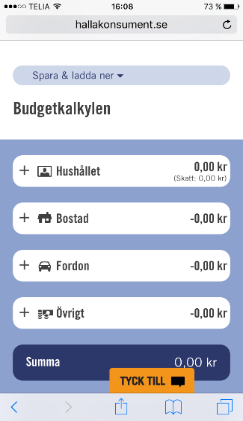 TELIA 16:08 73 %
hallakonsument.se
Spara & ladda ner
Budgetkalkylen
+ Hushållet 0,00 kr
(Skatt: 0,00 kr)
+ Bostad -0,00 kr
+ Fordon -0,00 kr
+ Övrigt -0,00 kr
Summa 0,00 kr
TYCK TILL